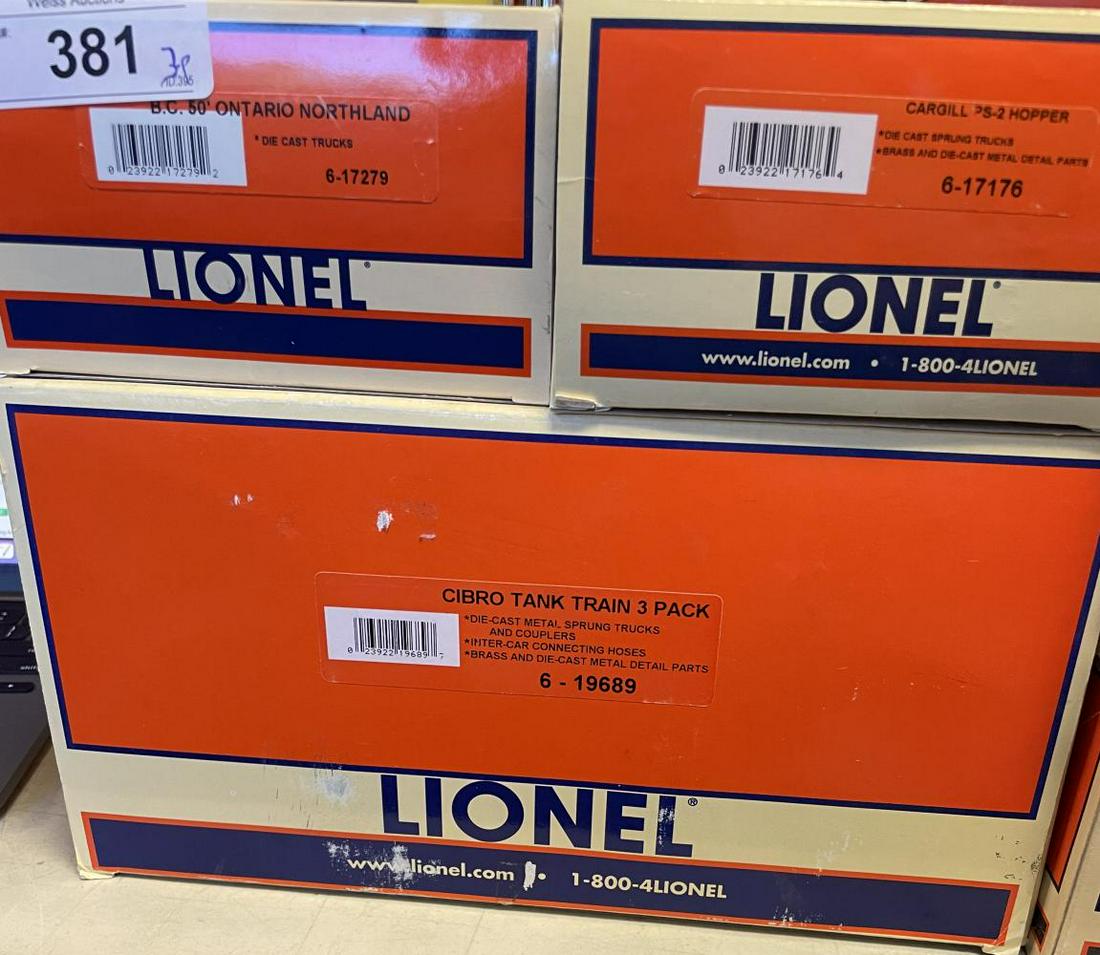 Weiss Auctions
381
ID:395
B.C. 50' ONTARIO NORTHLAND
* DIE CAST TRUCKS
0 23922 17279 2
6-17279
LIONEL
CARGILL PS-2 HOPPER
*DIE CAST SPRUNG TRUCKS
*BRASS AND DIE-CAST METAL DETAIL PARTS
0 23922 17176 4
6-17176
LIONEL®
www.lionel.com • 1-800-4LIONEL
CIBRO TANK TRAIN 3 PACK
*DIE-CAST METAL SPRUNG TRUCKS
AND COUPLERS
*INTER-CAR CONNECTING HOSES
*BRASS AND DIE-CAST METAL DETAIL PARTS
0 23922 19689 7
6 - 19689
LIONEL®
www.lionel.com • 1-800-4LIONEL